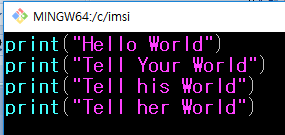 MINGW64:/c/imsi
print("Hello World")
print("Tell Your World")
print("Tell his World")
print("Tell her World")